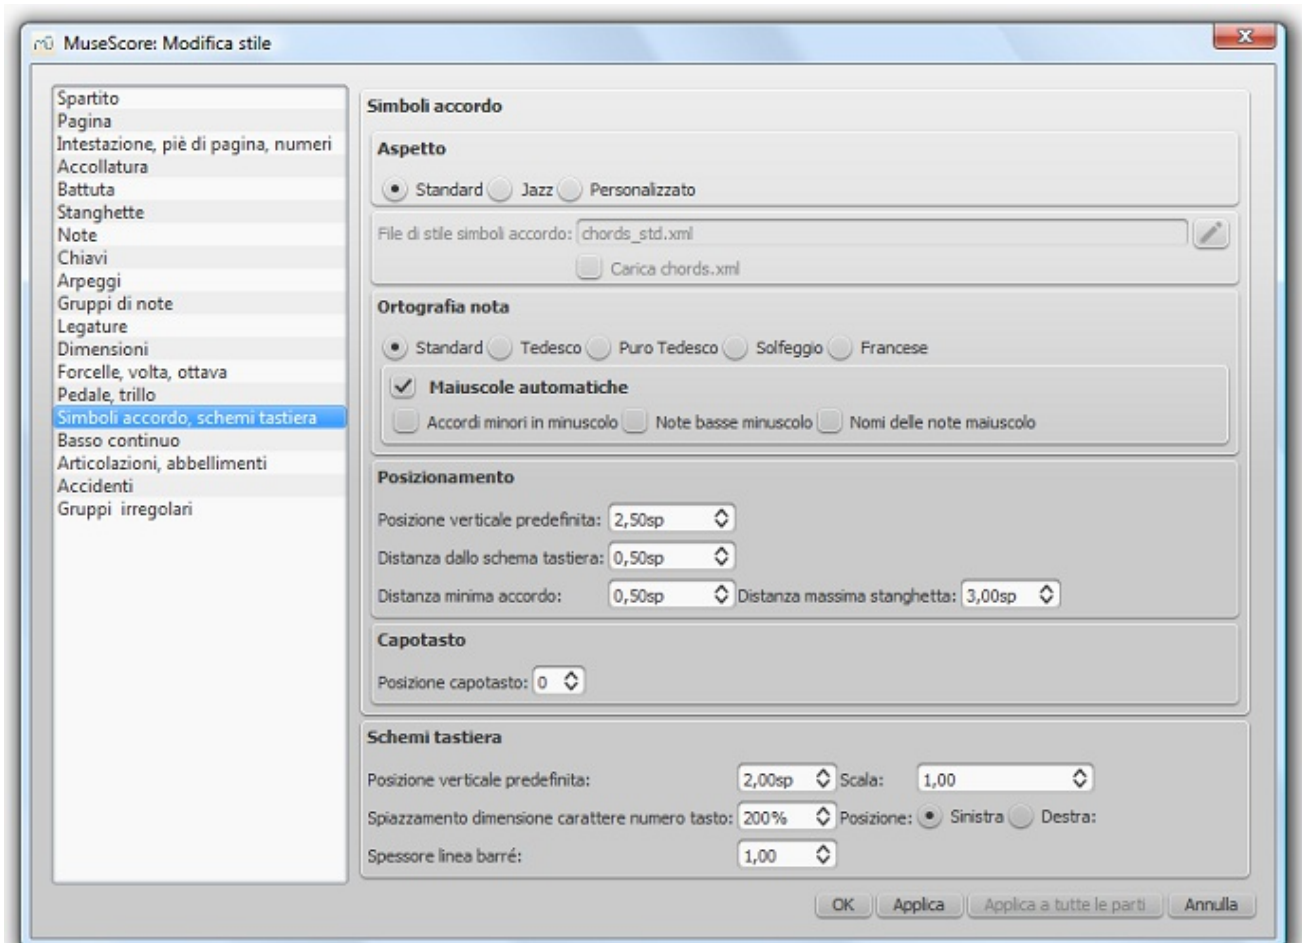 MuseScore: Modifica stile
Spartito
Pagina
Intestazione, piè di pagina, numeri
Accollatura
Battuta
Stanghette
Note
Chiavi
Arpeggi
Gruppi di note
Legature
Dimensioni
Forcelle, volta, ottava
Pedale, trillo
Simboli accordo, schemi tastiera
Basso continuo
Articolazioni, abbellimenti
Accidenti
Gruppi irregolari
Simboli accordo
Aspetto
Standard Jazz Personalizzato
File di stile simboli accordo: chords_std.xml
Carica chords.xml
Ortografia nota
Standard Tedesco Puro Tedesco Solfeggio Francese
Maiuscole automatiche
Accordi minori in minuscolo Note basse minuscolo Nomi delle note maiuscolo
Posizionamento
Posizione verticale predefinita: 2,50sp
Distanza dallo schema tastiera: 0,50sp
Distanza minima accordo: 0,50sp Distanza massima stanghetta: 3,00sp
Capotasto
Posizione capotasto: 0
Schemi tastiera
Posizione verticale predefinita: 2,00sp Scala: 1,00
Spiazzamento dimensione carattere numero tasto: 200% Posizione: Sinistra Destra:
Spessore linea barré: 1,00
OK Applica Applica a tutte le parti Annulla